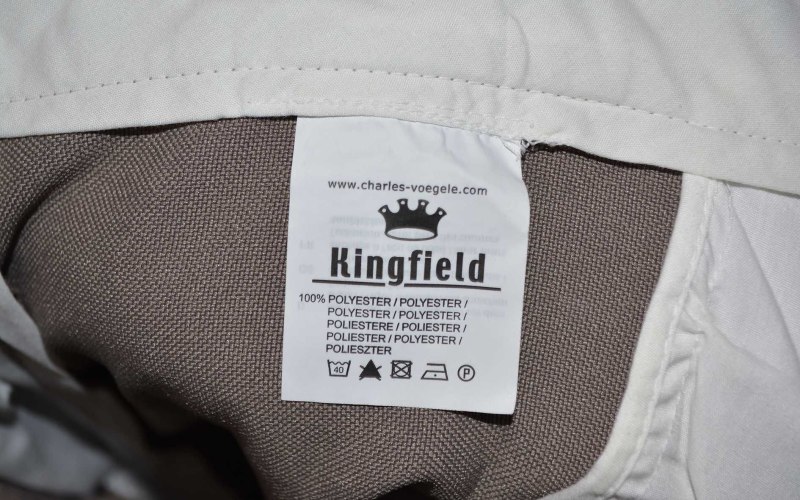 www.charles-voegele.com
Kingfield
100% POLYESTER / POLYESTER /
POLYESTER / POLYESTER /
POLIESTERE / POLIESTER /
POLIESTER / POLYESTER /
POLIESZTER
40 P